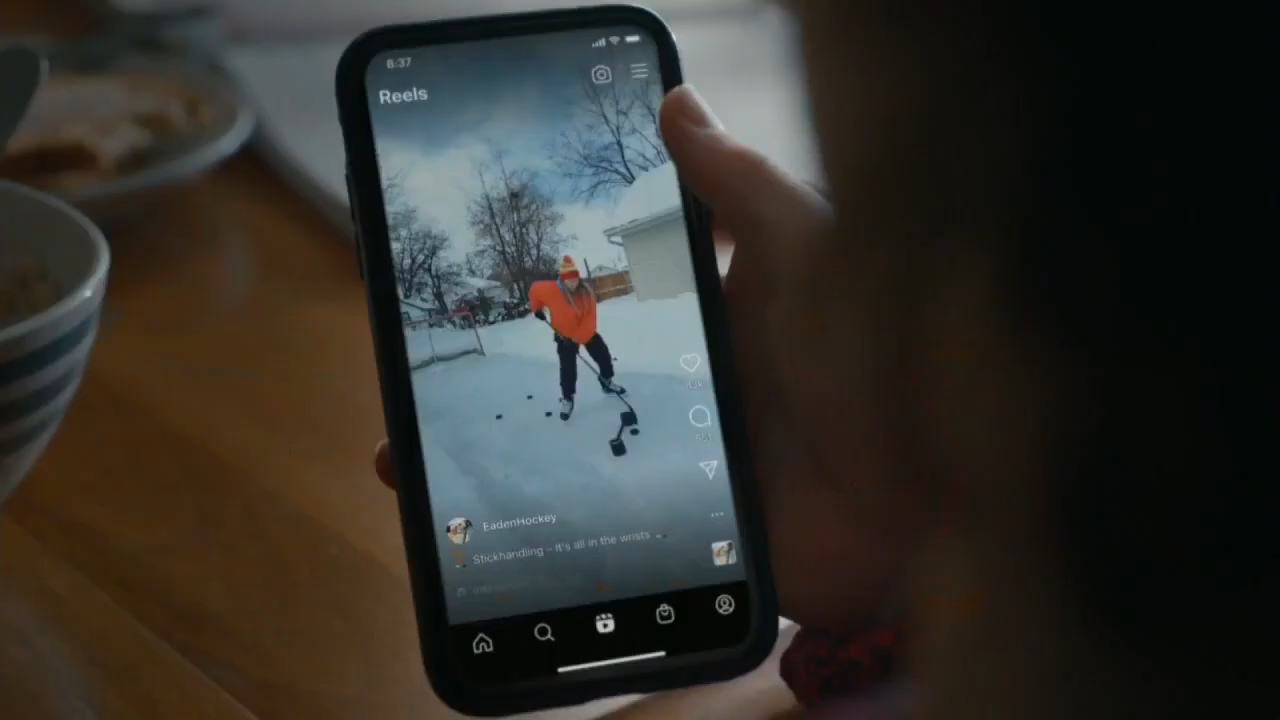 8:37
Reels
EadenHockey
Stickhandling – It's all in the wrists